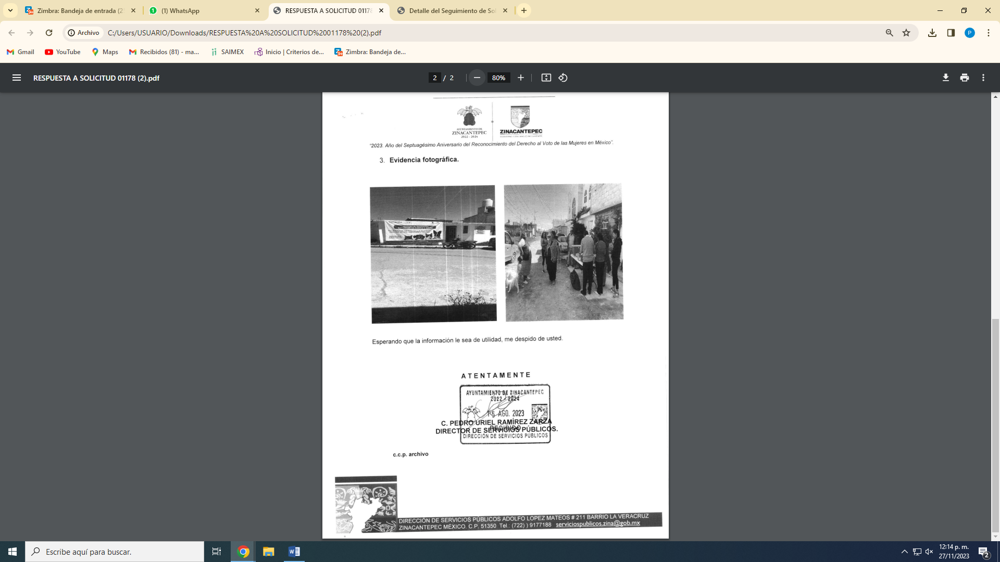 Zimbra: Bandeja de entrada (2
(1) WhatsApp
RESPUESTA A SOLICITUD 01178
Detalle del Seguimiento de So
Archivo
C:/Users/USUARIO/Downloads/RESPUESTA%20A%20SOLICITUD%2001178%20(2).pdf
Gmail
YouTube
Maps
Recibidos (81) - ma...
SAIMEX
Inicio | Criterios de...
Zimbra: Bandeja de...
RESPUESTA A SOLICITUD 01178 (2).pdf
2 / 2
80%
AYUNTAMIENTO DE
ZINACANTEPEC
2022 - 2024
ZINACANTEPEC
"2023. Año del Septuagésimo Aniversario del Reconocimiento del Derecho al Voto de las Mujeres en México".
3. Evidencia fotográfica.
Esperando que la información le sea de utilidad, me despido de usted.
ATENTAMENTE
AYUNTAMIENTO DE ZINACANTEPEC
2022 - 2024
15 AGO. 2023
C. PEDRO URIEL RAMÍREZ ZARZA
RECIBIDO
DIRECTOR DE SERVICIOS PÚBLICOS.
DIRECCIÓN DE SERVICIOS PÚBLICOS
c.c.p. archivo
DIRECCIÓN DE SERVICIOS PÚBLICOS ADOLFO LOPEZ MATEOS # 211 BARRIO LA VERACRUZ
ZINACANTEPEC MÉXICO. C.P. 51350 Tel.: (722) ) 9177188 serviciospublicos.zina@gob.mx
Escribe aquí para buscar.
12:14 p. m.
27/11/2023
2